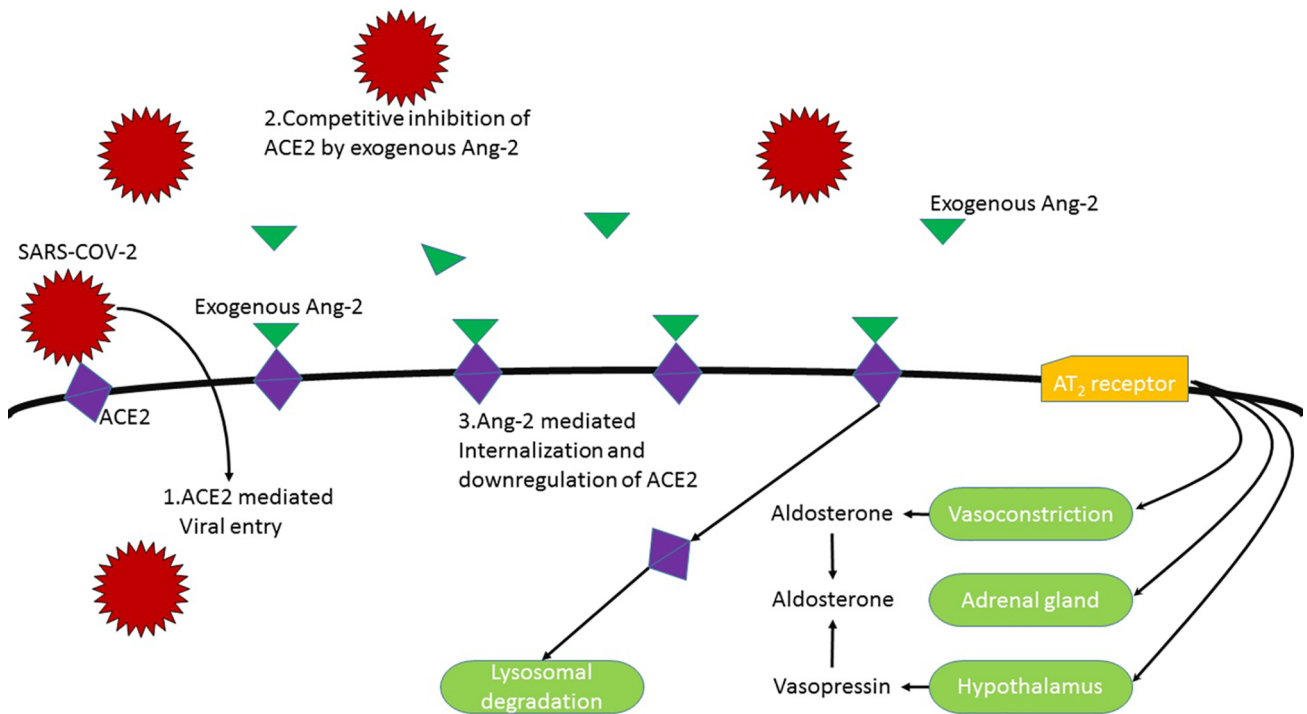 2.Competitive inhibition of
ACE2 by exogenous Ang-2
Exogenous Ang-2
SARS-COV-2
Exogenous Ang-2
AT₂ receptor
ACE2
3.Ang-2 mediated
Internalization and
downregulation of ACE2
1.ACE2 mediated
Viral entry
Aldosterone
Vasoconstriction
Aldosterone
Adrenal gland
Lysosomal
degradation
Vasopressin
Hypothalamus